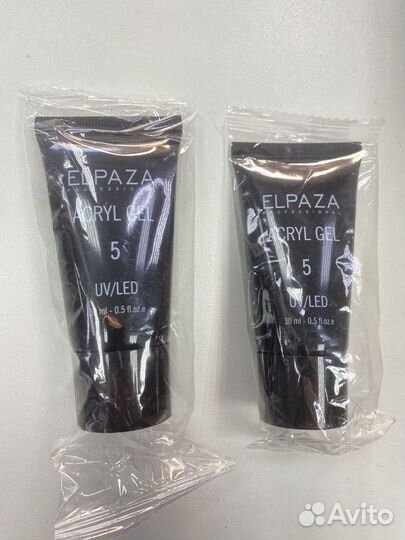 ELPAZA
PROFESSIONAL
ACRYL GEL
5
UV/LED
ml - 0.5 fl.oz.e
ELPAZA
PROFESSIONAL
ACRYL GEL
5
UV/LED
30 ml - 0.5 fl.oz.e
Avito